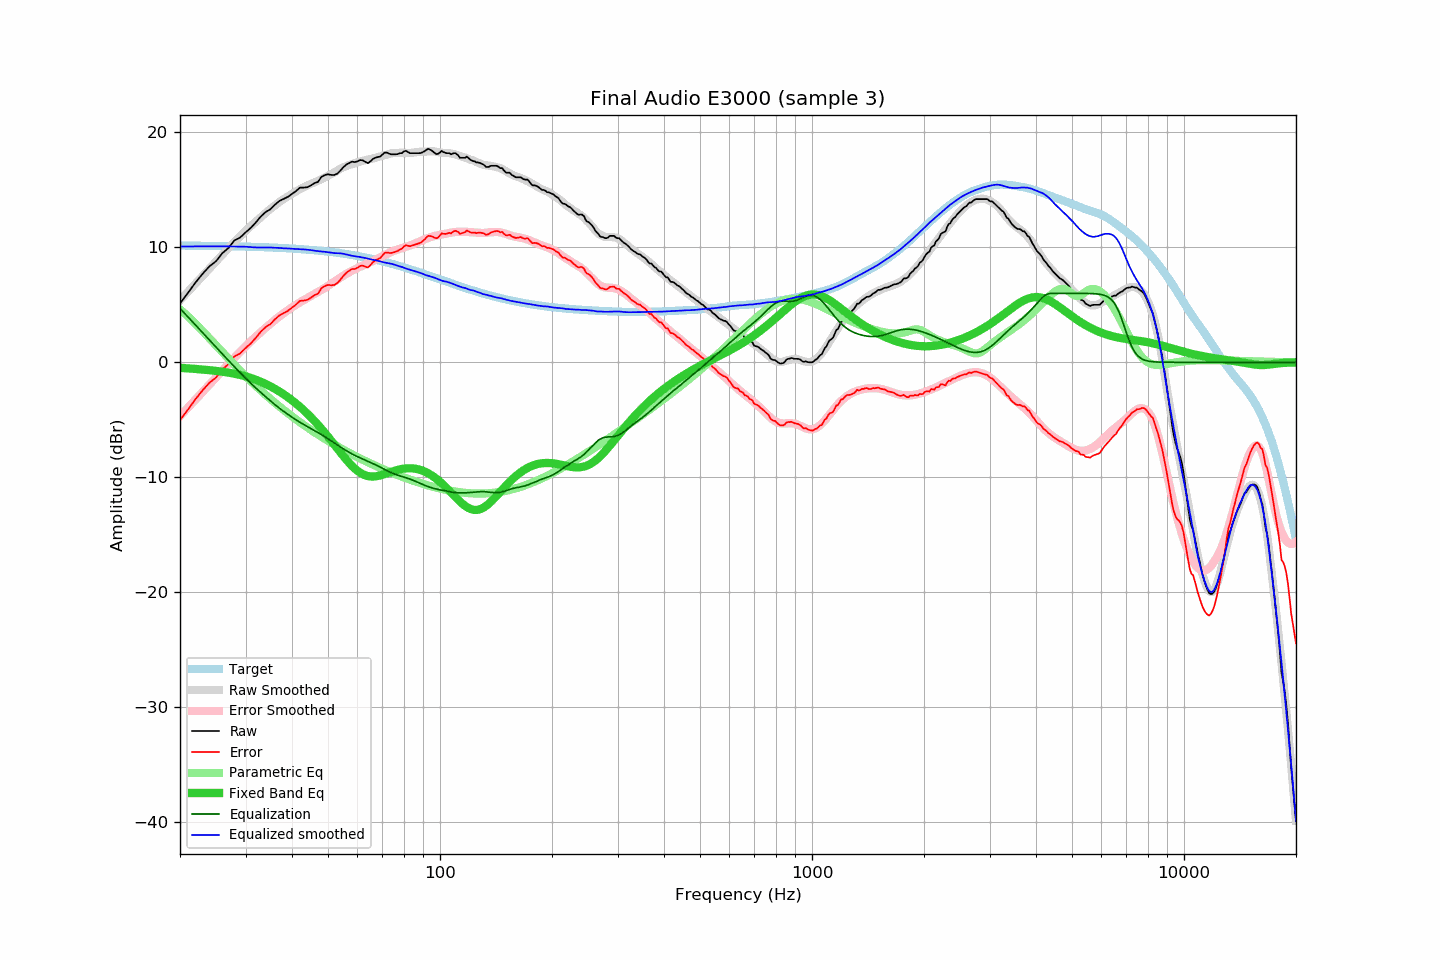 Final Audio E3000 (sample 3)
20
10
0
−10
−20
−30
−40
Amplitude (dBr)
Target
Raw Smoothed
Error Smoothed
Raw
Error
Parametric Eq
Fixed Band Eq
Equalization
Equalized smoothed
100
1000
10000
Frequency (Hz)